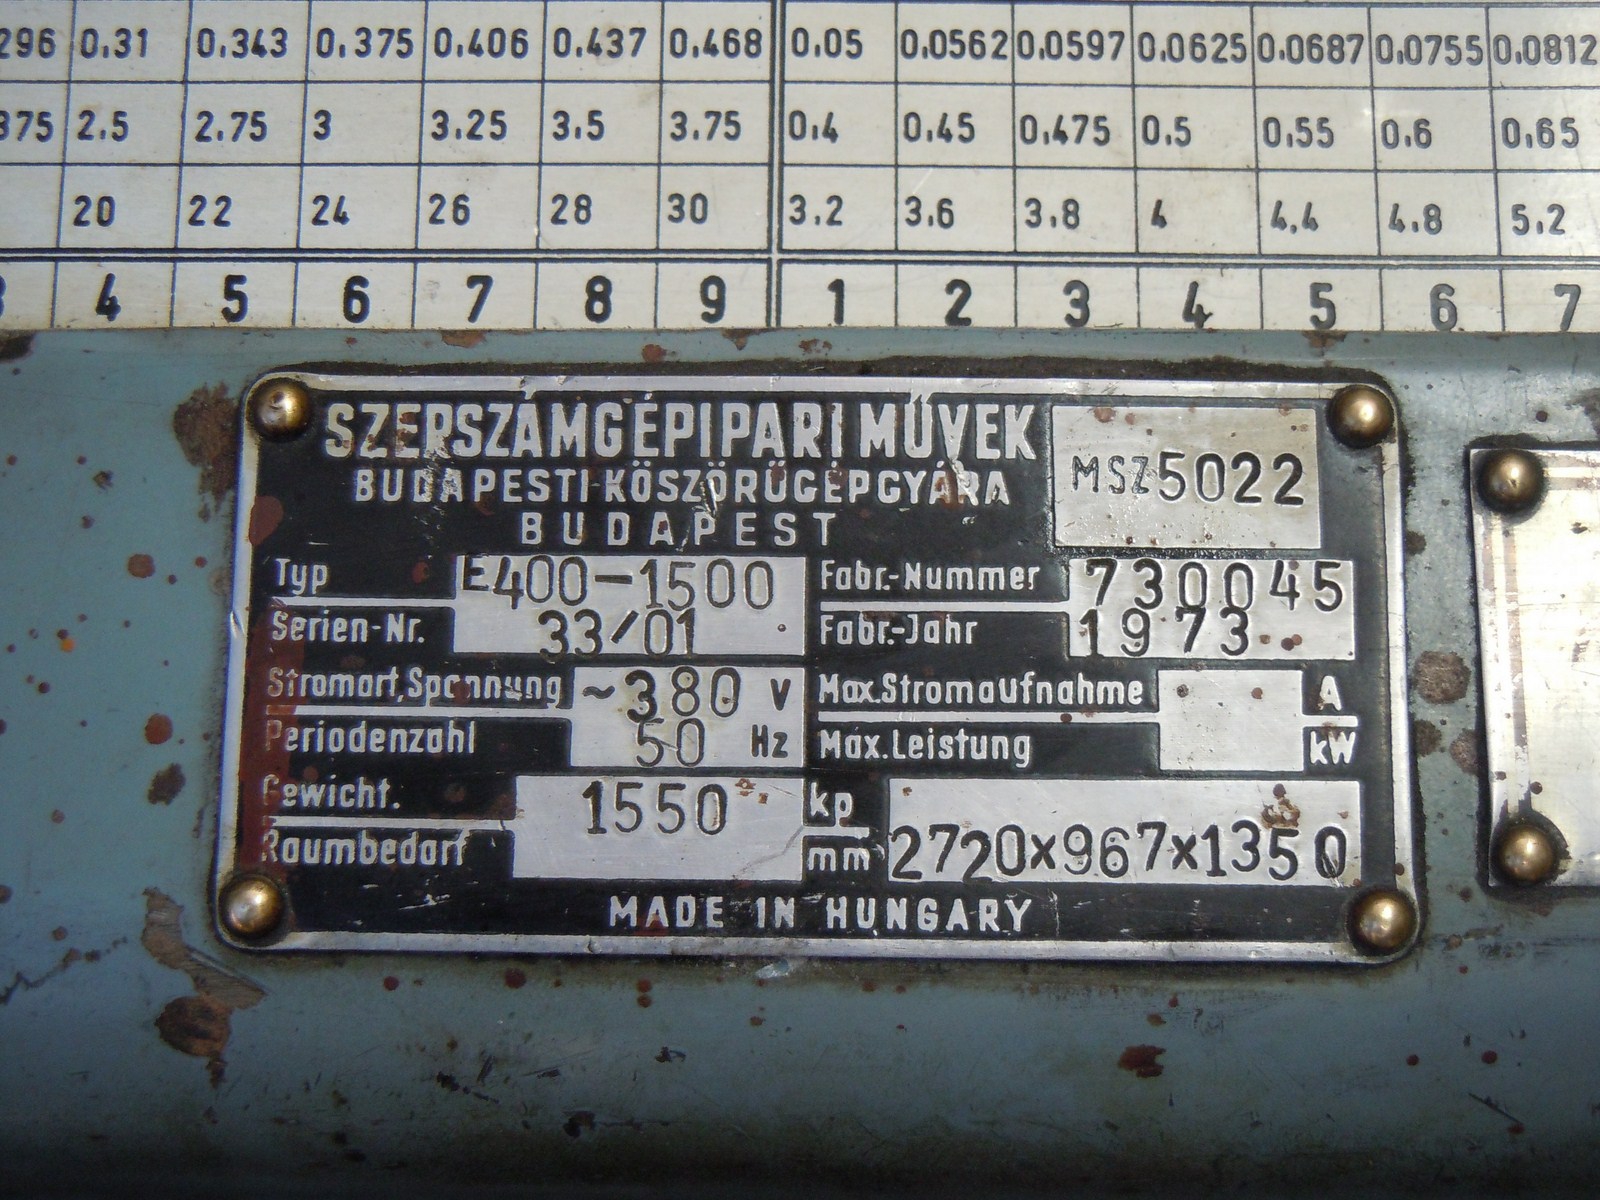 296 0.31 0.343 0.375 0.406 0.437 0.468 0.05 0.0562 0.0597 0.0625 0.0687 0.0755 0.0812
375 2.5 2.75 3 3.25 3.5 3.75 0.4 0.45 0.475 0.5 0.55 0.6 0.65
20 22 24 26 28 30 3.2 3.6 3.8 4 4.4 4.8 5.2
3 4 5 6 7 8 9 1 2 3 4 5 6 7
SZERSZÁMGÉPIPARI MŰVEK
BUDAPESTI KÖSZÖRŰGÉPGYÁRA
BUDAPEST
MSZ 5022
Typ E400-1500 Fabr.-Nummer 730045
Serien-Nr. 33/01 Fabr.-Jahr 1973
Stromart, Spannung ~380 V Max. Stromaufnahme A
Periodenzahl 50 Hz Max. Leistung kW
Gewicht. 1550 kp
Raumbedarf mm 2720x967x1350
MADE IN HUNGARY